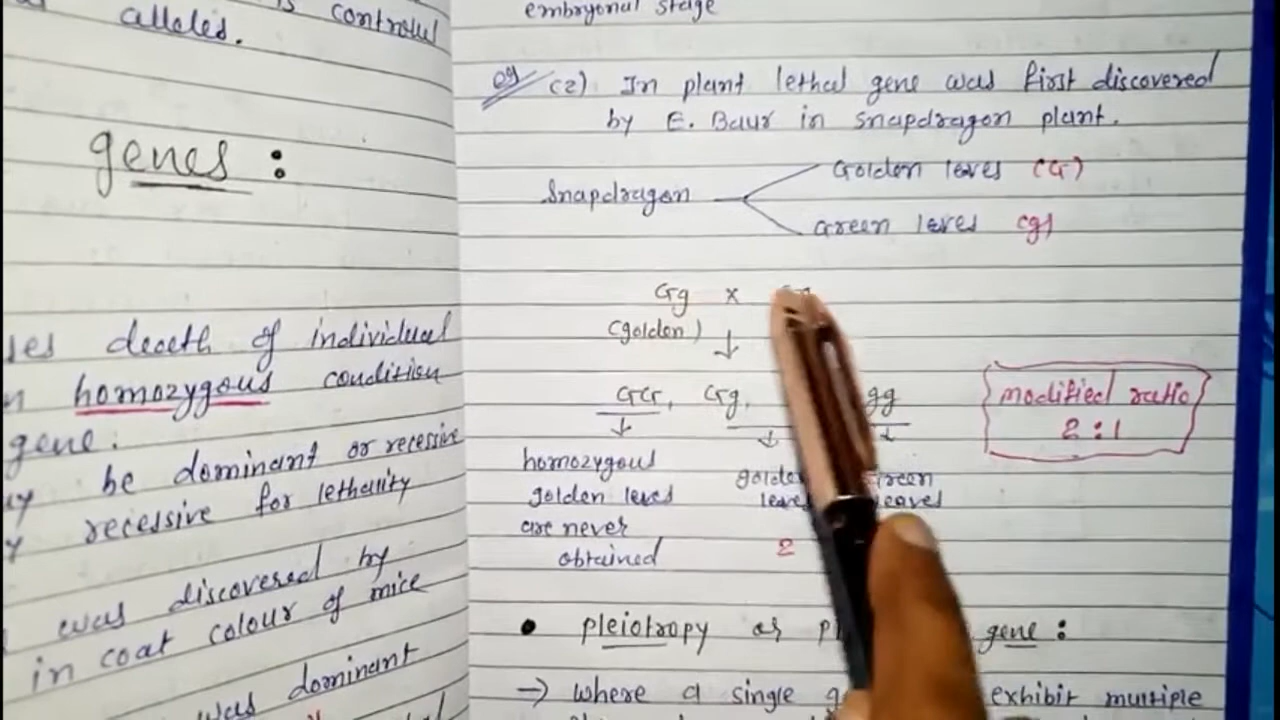 controul
alleles.
genes :
death of individual
homozygous condition
gene.
be dominant or recessive
recessive for lethality
was discovered by
in coat colour of mice
was dominant
embryonal stage
eg (2) In plant lethal gene was first discovered
by E. Baur in snapdragon plant.
Snapdragon
Golden leves (G)
Green leves (g)
Gg x
(golden)
GG, Gg, gg
homozygous
golden leves
are never
obtained
2
modified ratio
2 : 1
• pleiotropy or gene :
→ where a single exhibit multiple